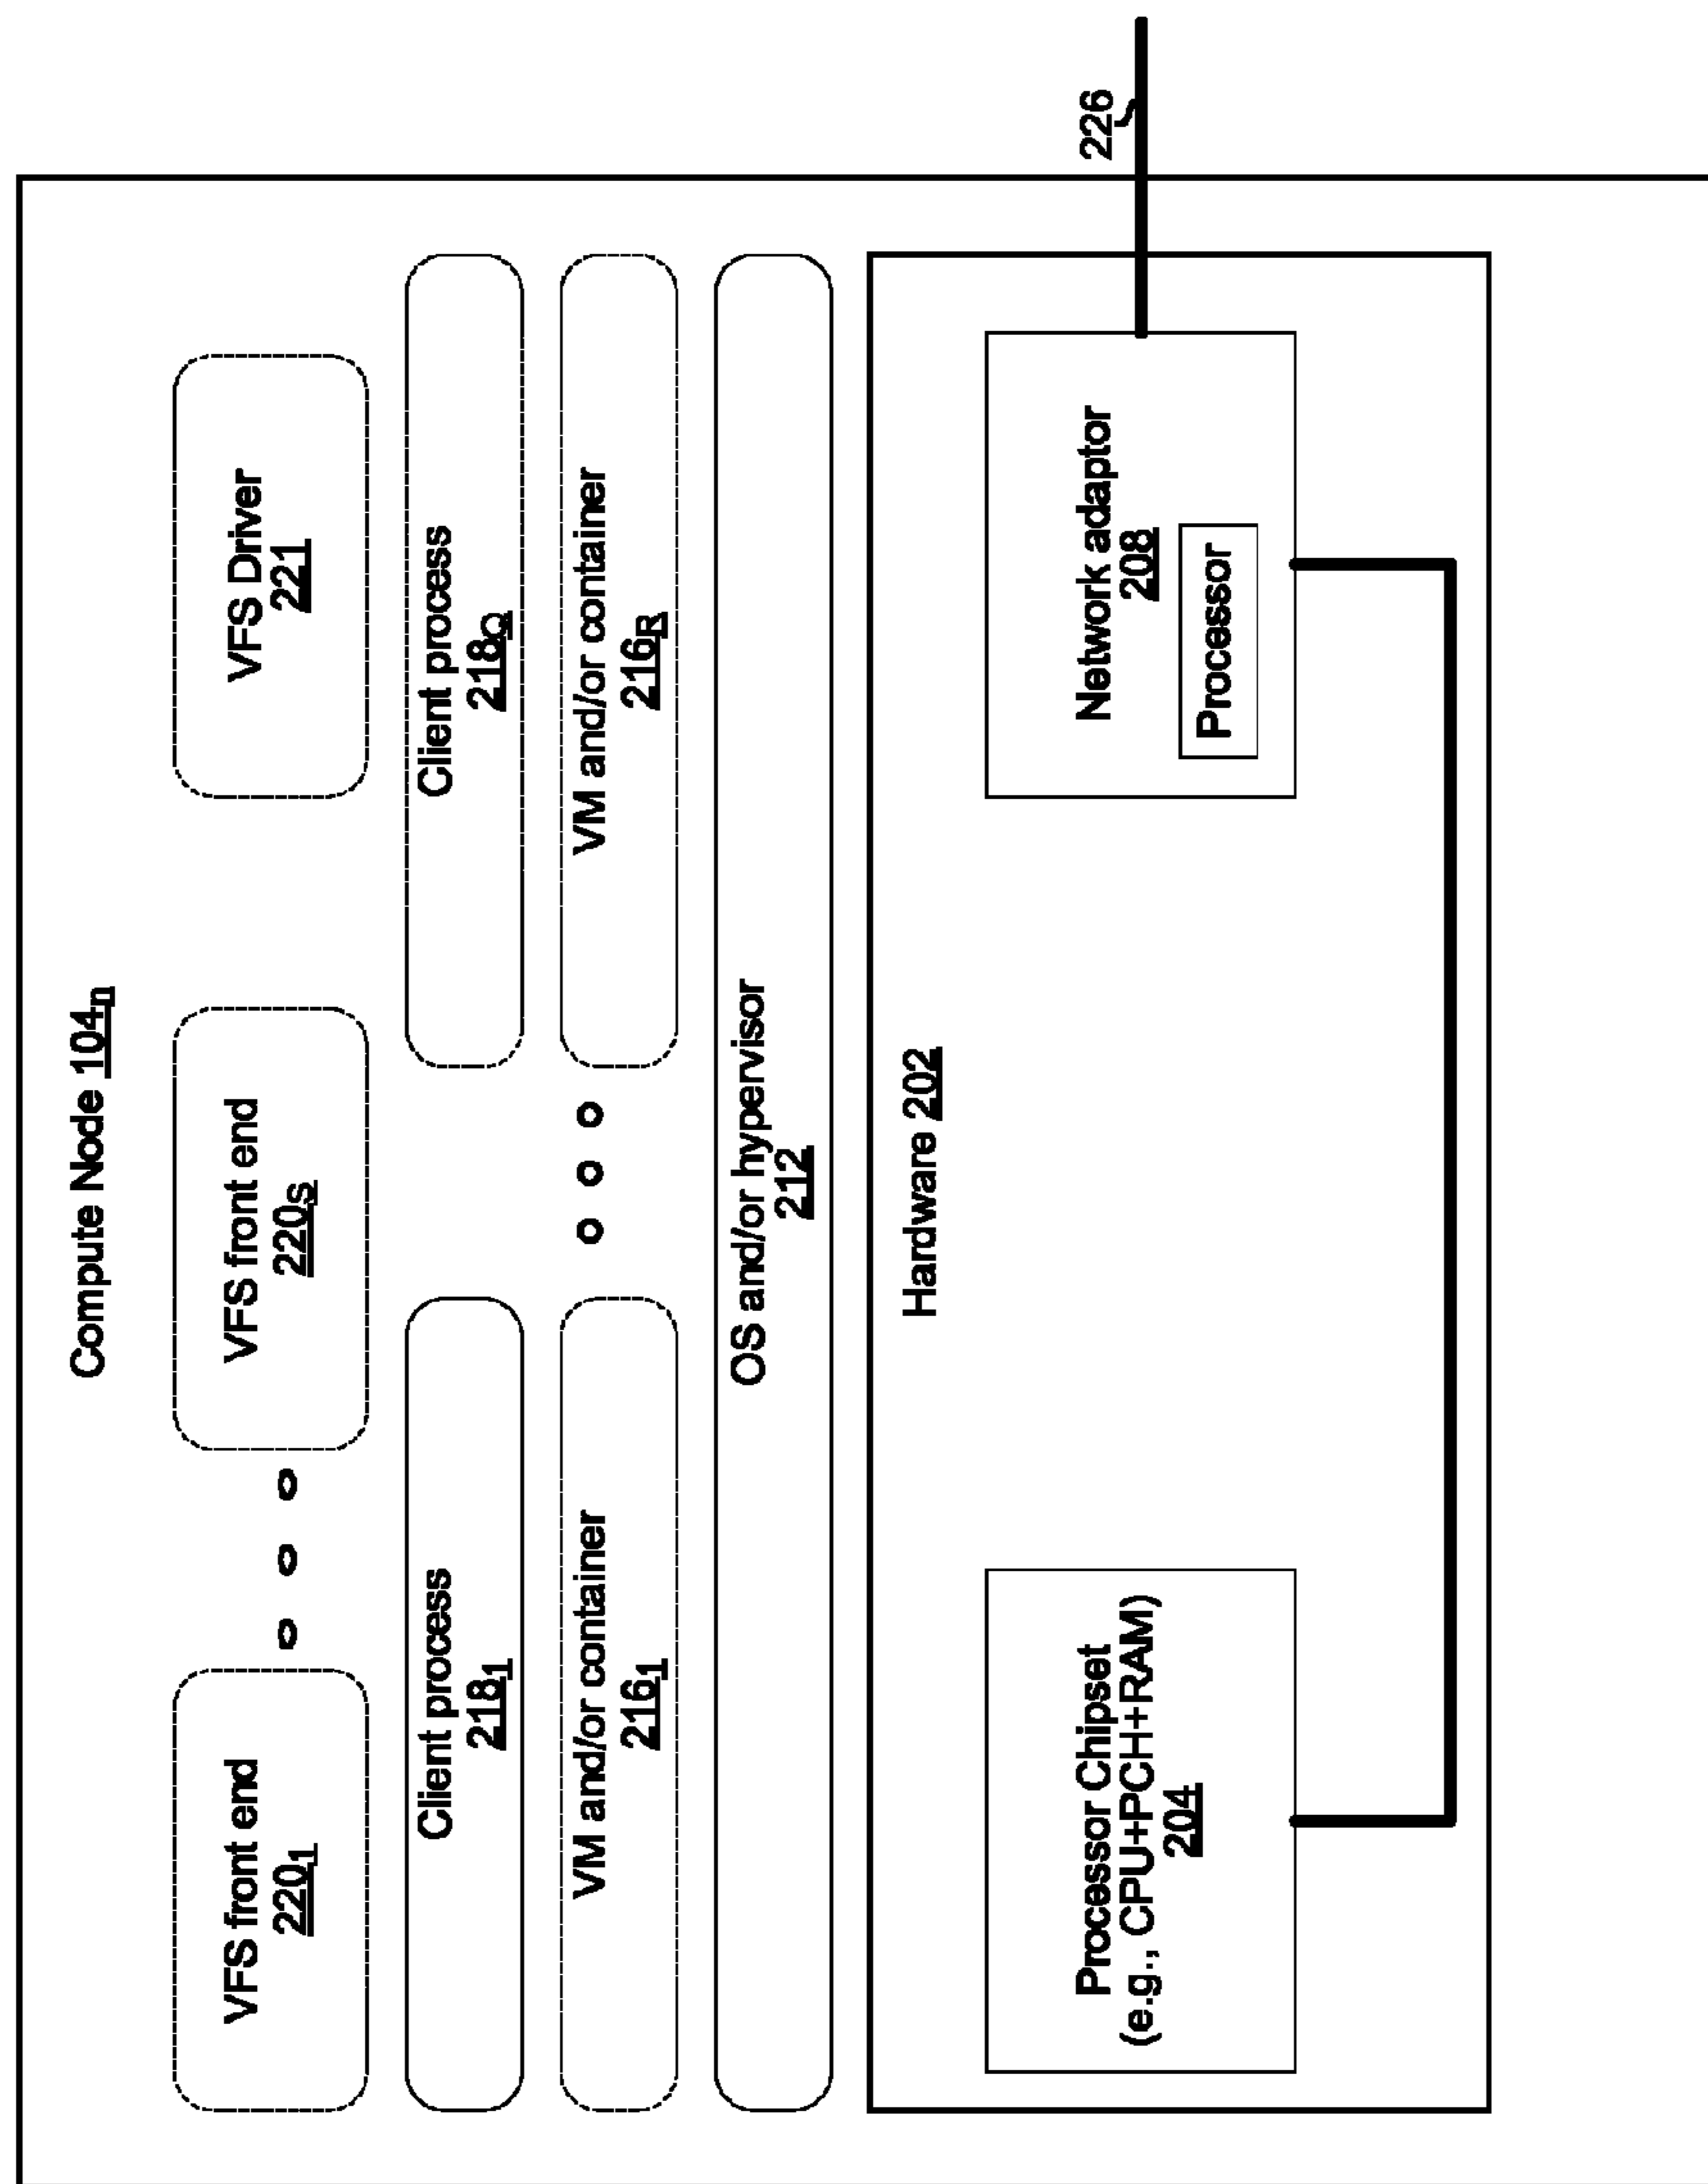 Compute Node 104n
VFS front end
220₁
VFS front end
220s
VFS Driver
221
Client process
218₁
Client process
218Q
VM and/or container
216₁
VM and/or container
216R
OS and/or hypervisor
212
Hardware 202
Processor Chipset
(e.g., CPU+PCH+RAM)
204
Network adaptor
208
Processor
226